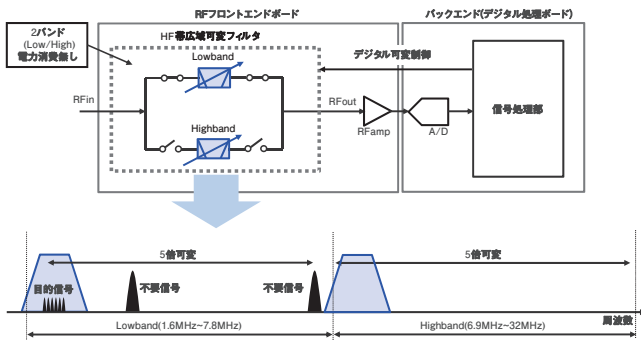 RFフロントエンドボード
バックエンド(デジタル処理ボード)
2バンド
(Low/High)
電力消費無し
HF帯広域可変フィルタ
Lowband
デジタル可変制御
RFin
RFout
RFamp
A/D
信号処理部
Highband
5倍可変
5倍可変
目的信号
不要信号
不要信号
周波数
Lowband(1.6MHz~7.8MHz)
Highband(6.9MHz~32MHz)